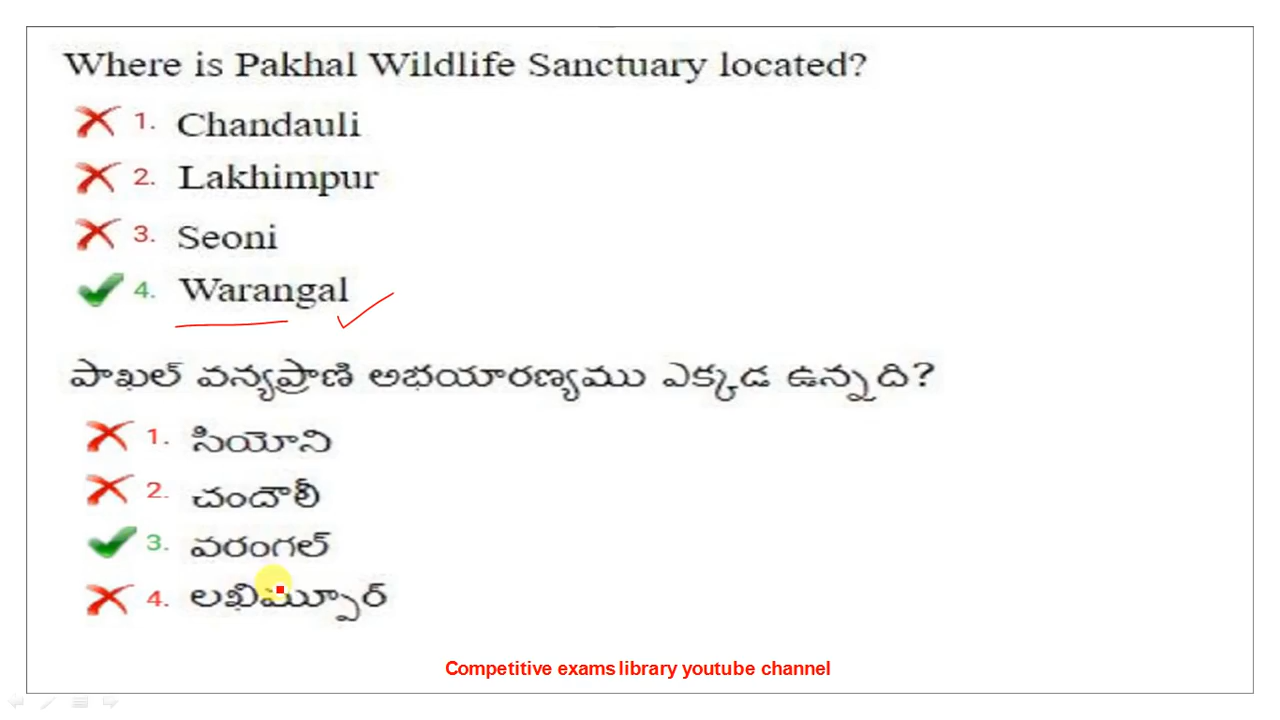 Where is Pakhal Wildlife Sanctuary located?
1. Chandauli
2. Lakhimpur
3. Seoni
4. Warangal
పాఖల్ వన్యప్రాణి అభయారణ్యము ఎక్కడ ఉన్నది?
1. సియోని
2. చందౌలీ
3. వరంగల్
4. లఖిమ్పూర్
Competitive exams library youtube channel